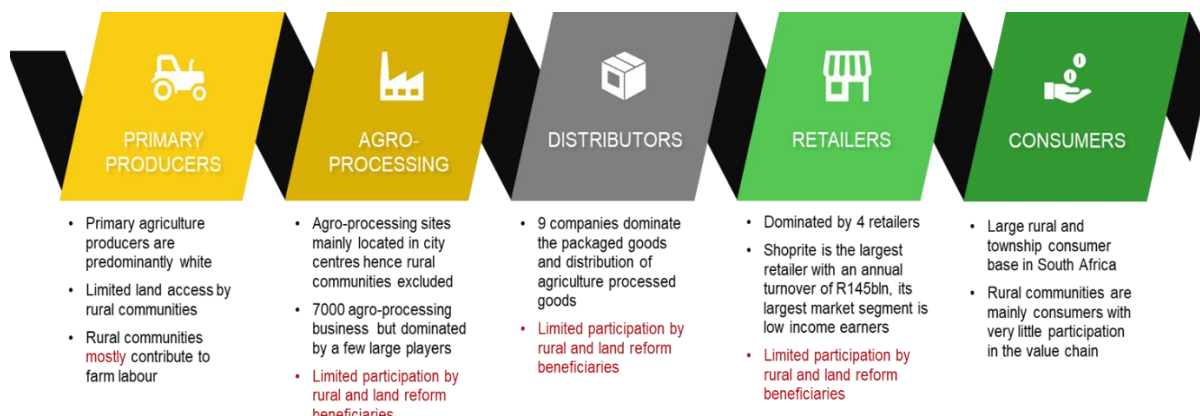 PRIMARY
PRODUCERS
• Primary agriculture
producers are
predominantly white
• Limited land access by
rural communities
• Rural communities
mostly contribute to
farm labour
AGRO-
PROCESSING
• Agro-processing sites
mainly located in city
centres hence rural
communities excluded
• 7000 agro-processing
business but dominated
by a few large players
• Limited participation by
rural and land reform
beneficiaries
DISTRIBUTORS
• 9 companies dominate
the packaged goods
and distribution of
agriculture processed
goods
• Limited participation by
rural and land reform
beneficiaries
RETAILERS
• Dominated by 4 retailers
• Shoprite is the largest
retailer with an annual
turnover of R145bln, its
largest market segment is
low income earners
• Limited participation by
rural and land reform
beneficiaries
CONSUMERS
• Large rural and
township consumer
base in South Africa
• Rural communities are
mainly consumers with
very little participation
in the value chain